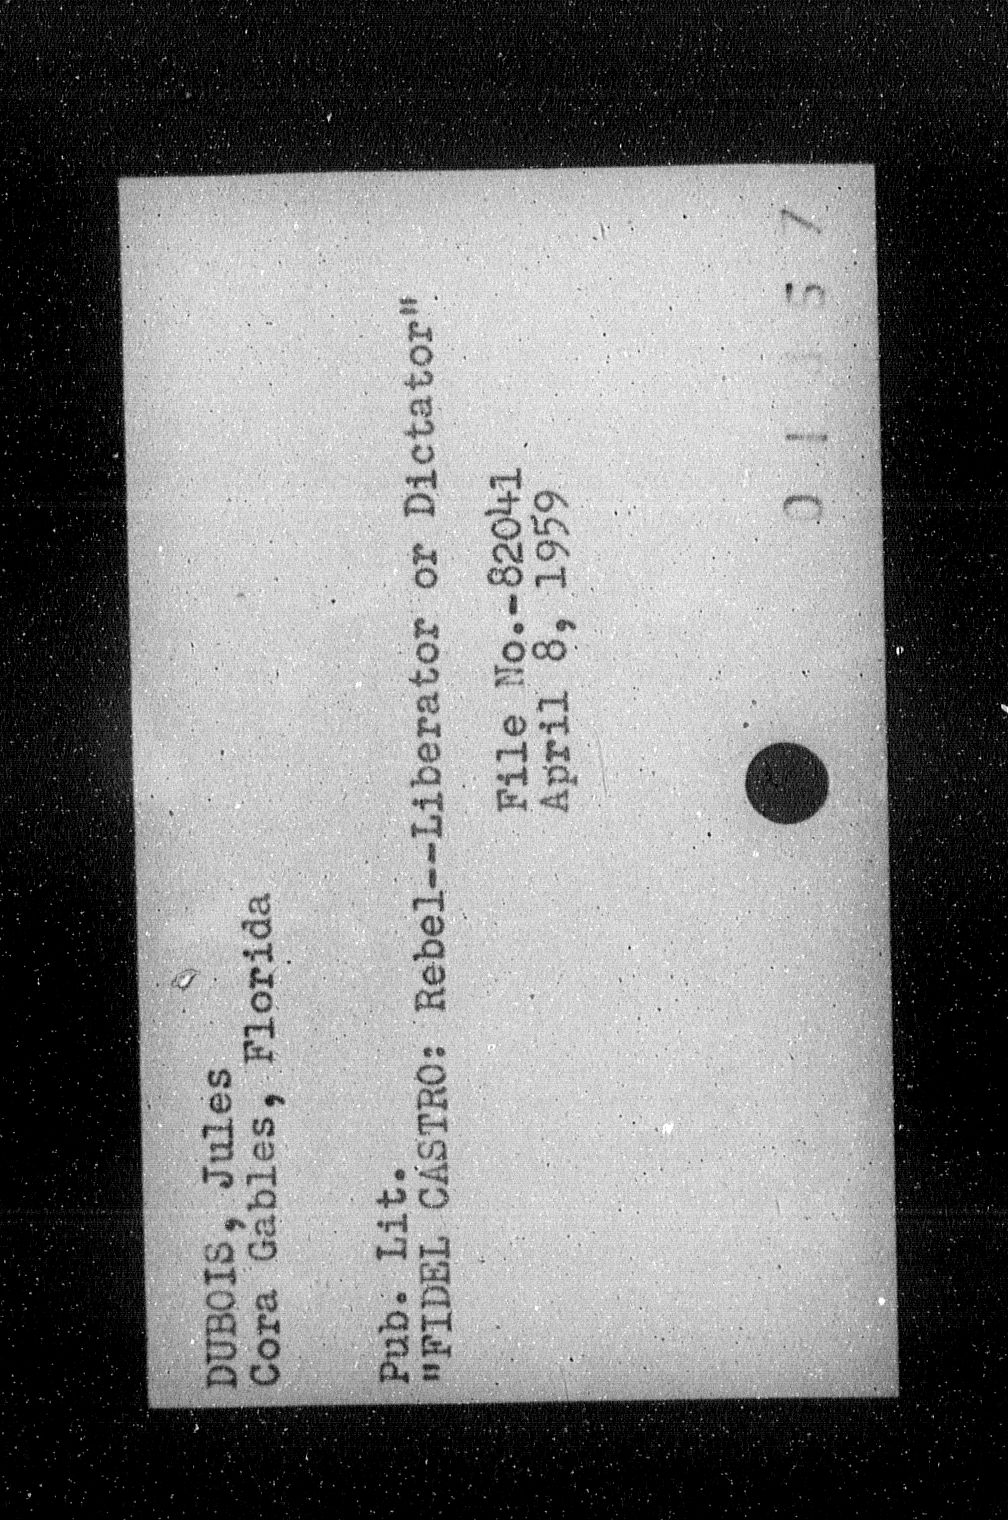 DUBOIS, Jules
Cora Gables, Florida
Pub. Lit.
"FIDEL CASTRO: Rebel--Liberator or Dictator"
File No.-82041
April 8, 1959